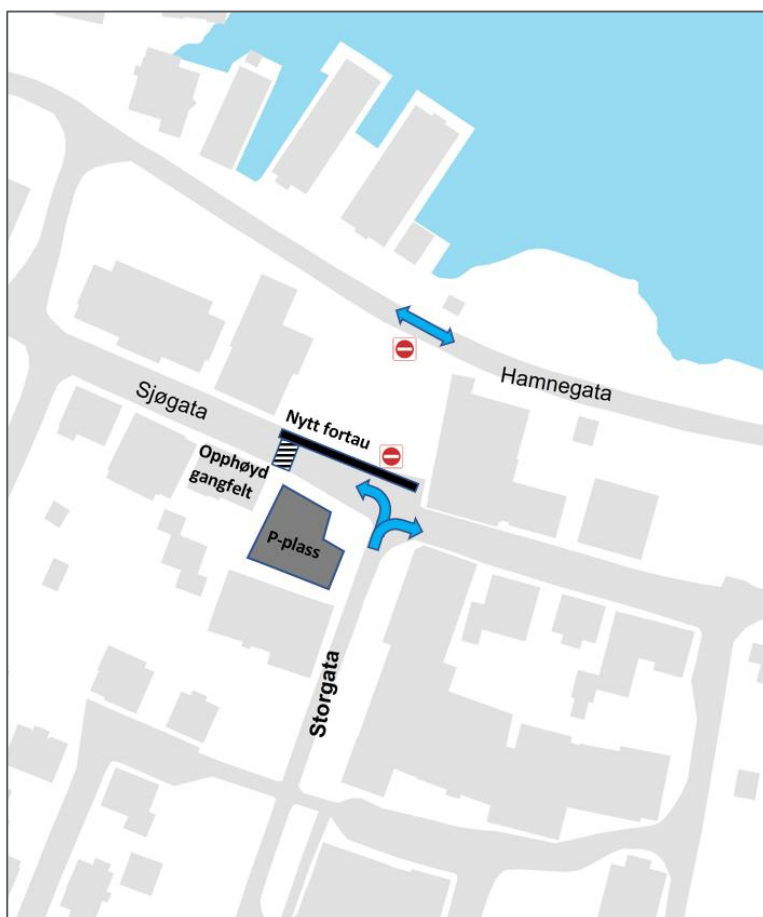 Hamnegata
Sjøgata
Nytt fortau
Opphøyd
gangfelt
P-plass
Storgata